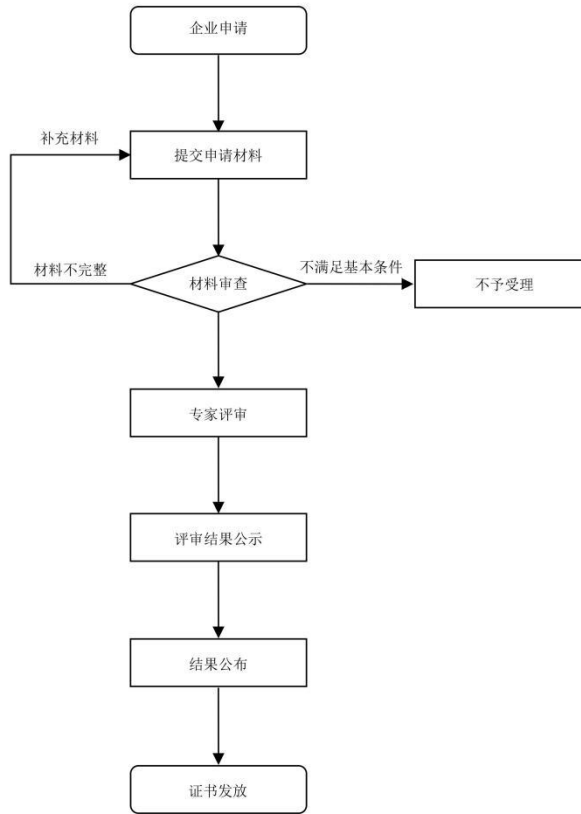 企业申请
补充材料
提交申请材料
材料不完整
材料审查
不满足基本条件
不予受理
专家评审
评审结果公示
结果公布
证书发放